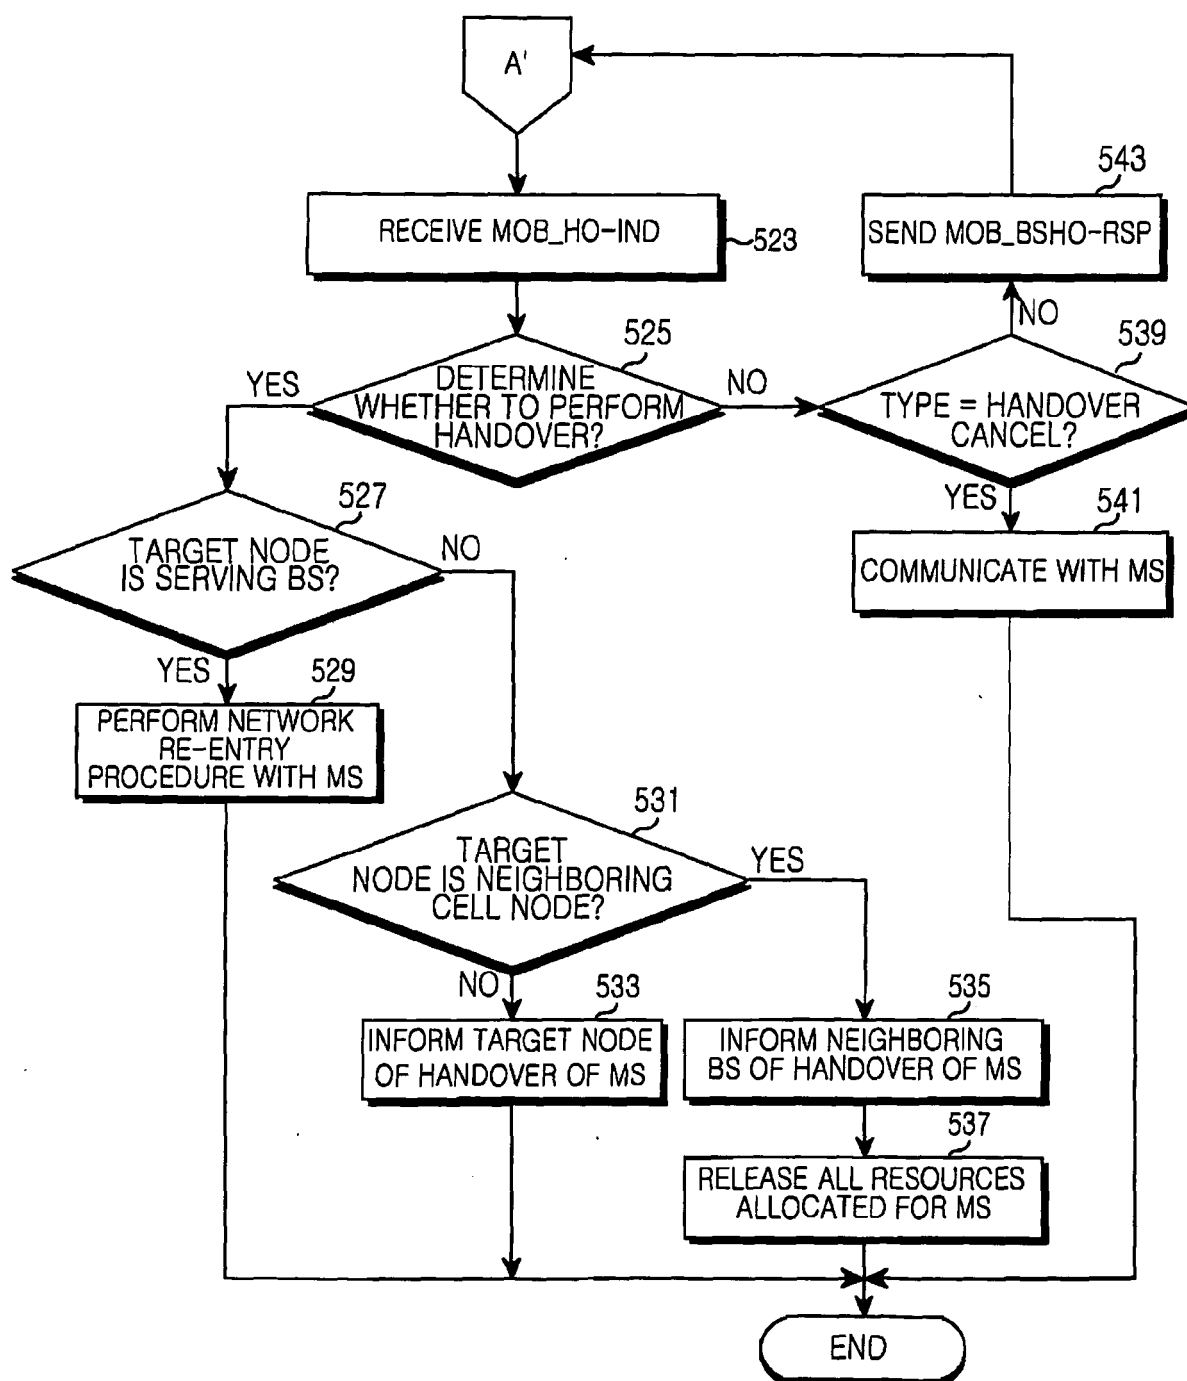 A'
RECEIVE MOB_HO-IND
523
543
SEND MOB_BSHO-RSP
NO
525
DETERMINE
WHETHER TO PERFORM
HANDOVER?
YES
NO
539
TYPE = HANDOVER
CANCEL?
YES
541
COMMUNICATE WITH MS
527
TARGET NODE
IS SERVING BS?
NO
YES
529
PERFORM NETWORK
RE-ENTRY
PROCEDURE WITH MS
531
TARGET
NODE IS NEIGHBORING
CELL NODE?
YES
NO
533
INFORM TARGET NODE
OF HANDOVER OF MS
535
INFORM NEIGHBORING
BS OF HANDOVER OF MS
537
RELEASE ALL RESOURCES
ALLOCATED FOR MS
END